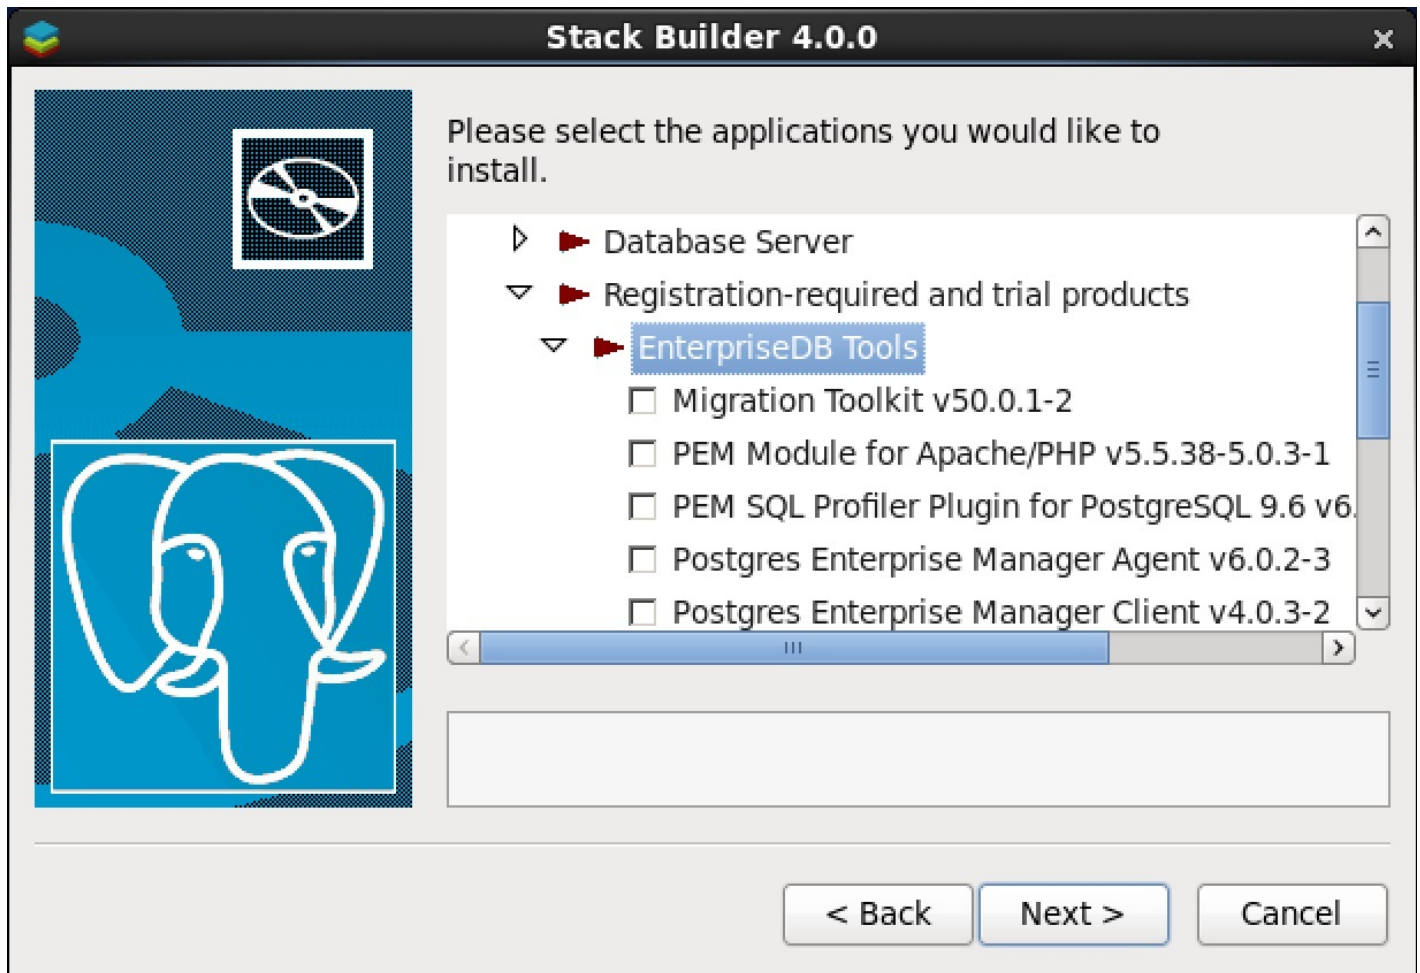 Stack Builder 4.0.0
Please select the applications you would like to
install.
Database Server
Registration-required and trial products
EnterpriseDB Tools
Migration Toolkit v50.0.1-2
PEM Module for Apache/PHP v5.5.38-5.0.3-1
PEM SQL Profiler Plugin for PostgreSQL 9.6 v6.
Postgres Enterprise Manager Agent v6.0.2-3
Postgres Enterprise Manager Client v4.0.3-2
< Back
Next >
Cancel